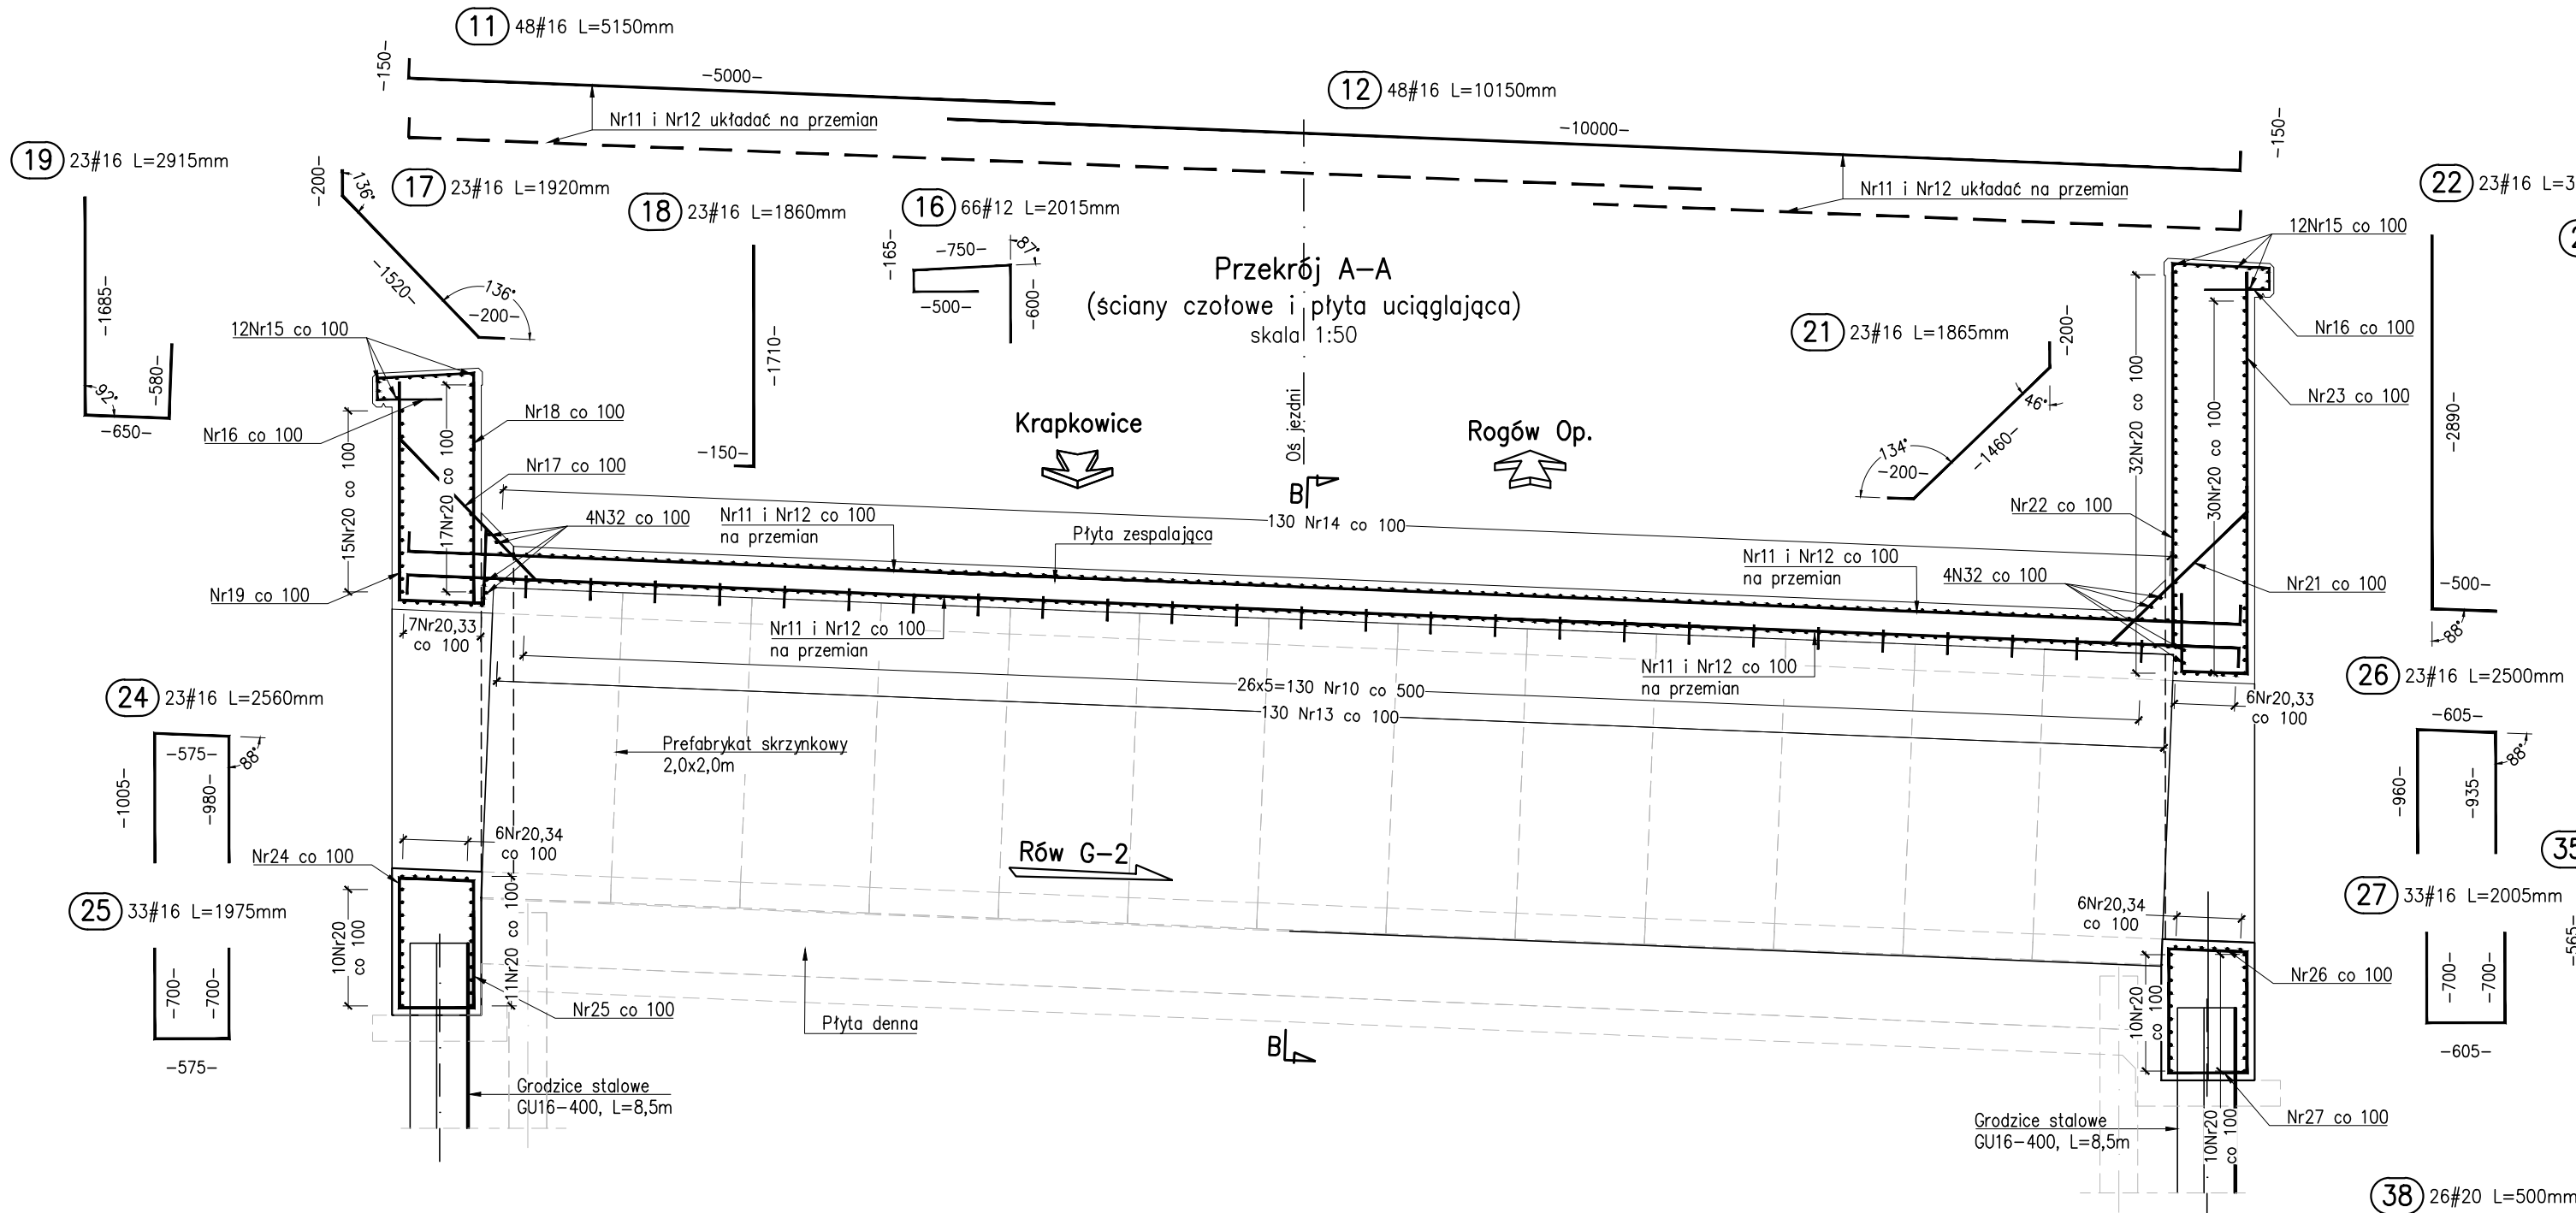 11 48#16 L=5150mm
-150-
-5000-
Nr11 i Nr12 układać na przemian
12 48#16 L=10150mm
-10000-
-150-
Nr11 i Nr12 układać na przemian
19 23#16 L=2915mm
-1685-
92°
-580-
-650-
-200-
136°
17 23#16 L=1920mm
-1520-
136°
-200-
18 23#16 L=1860mm
-1710-
-150-
16 66#12 L=2015mm
-165-
-750-
87°
-500-
-600-
Przekrój A-A
(ściany czołowe i płyta uciąglająca)
skala 1:50
Oś jezdni
Krapkowice
Rogów Op.
B
21 23#16 L=1865mm
-200-
46°
-1460-
134°
-200-
22 23#16 L=3
2
-2890-
-500-
88°
12Nr15 co 100
Nr16 co 100
Nr18 co 100
Nr17 co 100
15Nr20 co 100
17Nr20 co 100
Nr19 co 100
7Nr20,33
co 100
4N32 co 100
Nr11 i Nr12 co 100
na przemian
Płyta zespalająca
130 Nr14 co 100
Nr11 i Nr12 co 100
na przemian
4N32 co 100
Nr11 i Nr12 co 100
na przemian
Nr11 i Nr12 co 100
na przemian
26x5=130 Nr10 co 500
130 Nr13 co 100
12Nr15 co 100
Nr16 co 100
Nr23 co 100
32Nr20 co 100
30Nr20 co 100
Nr22 co 100
Nr21 co 100
6Nr20,33
co 100
24 23#16 L=2560mm
-575-
88°
-1005-
-980-
25 33#16 L=1975mm
-700-
-700-
-575-
Prefabrykat skrzynkowy
2,0x2,0m
6Nr20,34
co 100
Nr24 co 100
10Nr20
co 100
11Nr20 co 100
Nr25 co 100
Rów G-2
Płyta denna
B
Grodzice stalowe
GU16-400, L=8,5m
6Nr20,34
co 100
Nr26 co 100
10Nr20
co 100
10Nr20
co 100
Nr27 co 100
Grodzice stalowe
GU16-400, L=8,5m
26 23#16 L=2500mm
-605-
88°
-960-
-935-
35
27 33#16 L=2005mm
-700-
-700-
-605-
-565-
38 26#20 L=500mm